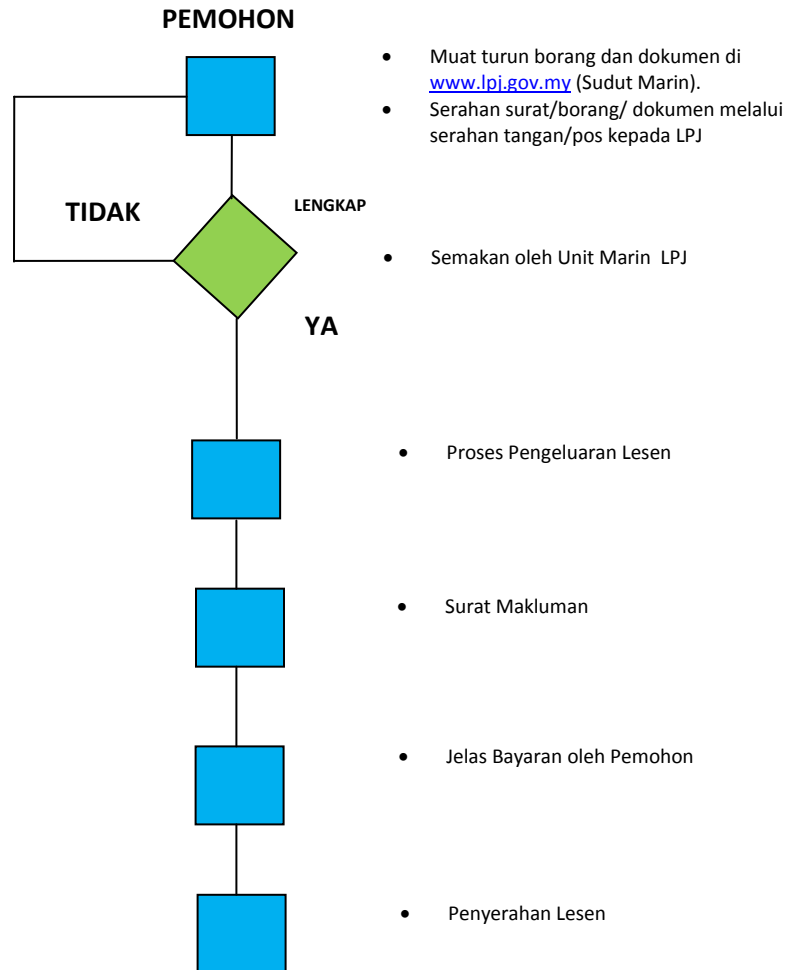 PEMOHON
• Muat turun borang dan dokumen di
www.lpj.gov.my (Sudut Marin).
• Serahan surat/borang/ dokumen melalui
serahan tangan/pos kepada LPJ
TIDAK
LENGKAP
• Semakan oleh Unit Marin LPJ
YA
• Proses Pengeluaran Lesen
• Surat Makluman
• Jelas Bayaran oleh Pemohon
• Penyerahan Lesen